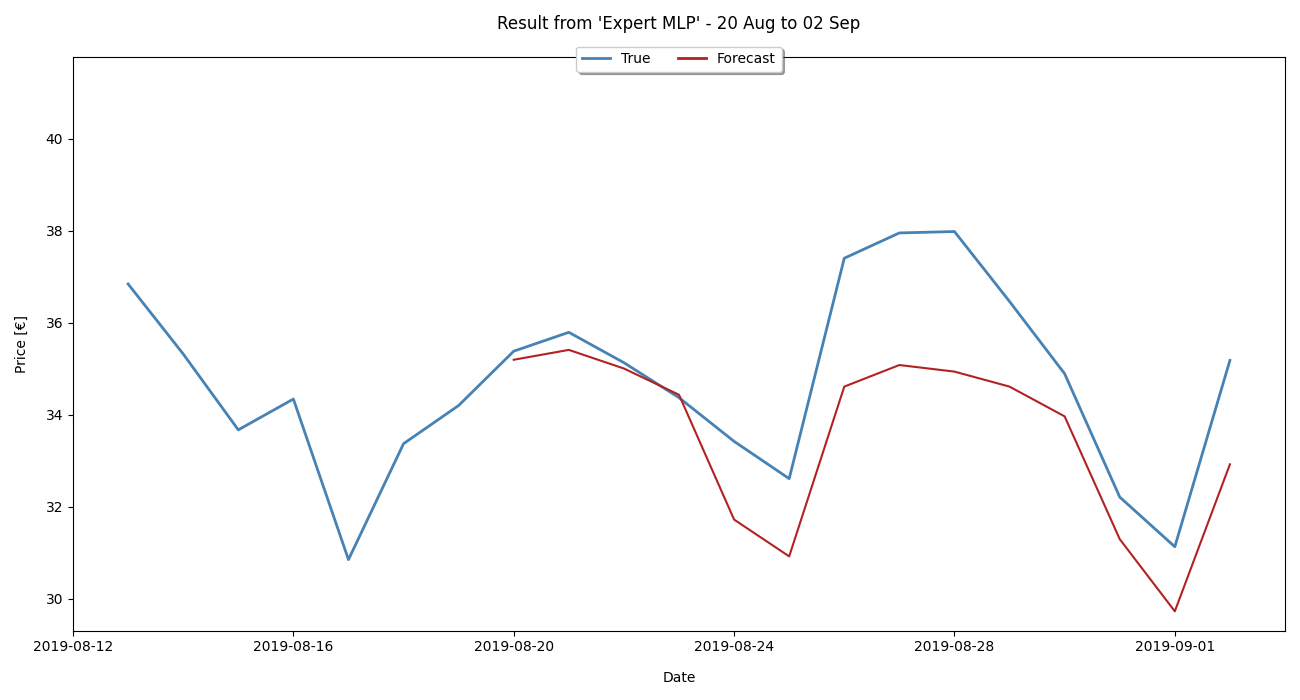 Result from 'Expert MLP' - 20 Aug to 02 Sep
True Forecast
Price [€]
40
38
36
34
32
30
2019-08-12 2019-08-16 2019-08-20 2019-08-24 2019-08-28 2019-09-01
Date